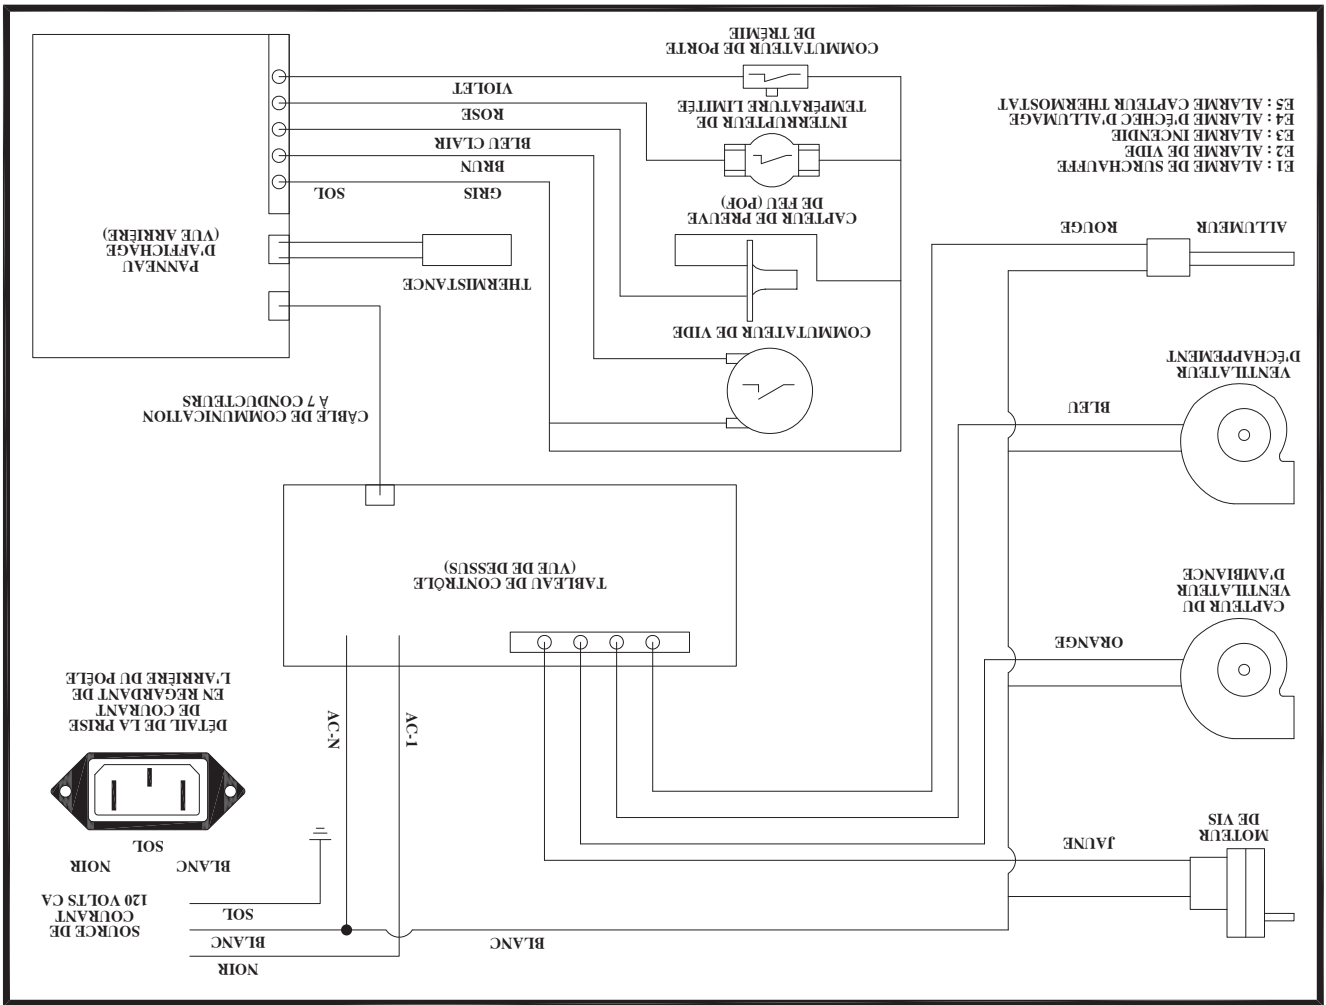 NOIR
BLANC
BLANC
SOL
SOURCE DE
COURANT
120 VOLTS CA
BLANC
NOIR
SOL
DÉTAIL DE LA PRISE
DE COURANT
EN REGARDANT DE
L'ARRIÈRE DU POÊLE
AC-1
AC-N
MOTEUR
DE VIS
JAUNE
ORANGE
CAPTEUR DU
VENTILATEUR
D'AMBIANCE
TABLEAU DE CONTRÔLE
(VUE DE DESSUS)
BLEU
VENTILATEUR
D'ÉCHAPPEMENT
CÂBLE DE COMMUNICATION
À 7 CONDUCTEURS
COMMUTATEUR DE VIDE
THERMISTANCE
ALLUMEUR
ROUGE
CAPTEUR DE PREUVE
DE FEU (POF)
PANNEAU
D'AFFICHAGE
(VUE ARRIÈRE)
GRIS
SOL
BRUN
BLEU CLAIR
ROSE
VIOLET
INTERRUPTEUR DE
TEMPÉRATURE LIMITÉE
COMMUTATEUR DE PORTE
DE TRÉMIE
E1 : ALARME DE SURCHAUFFE
E2 : ALARME DE VIDE
E3 : ALARME INCENDIE
E4 : ALARME D'ÉCHEC D'ALLUMAGE
E5 : ALARME CAPTEUR THERMOSTAT